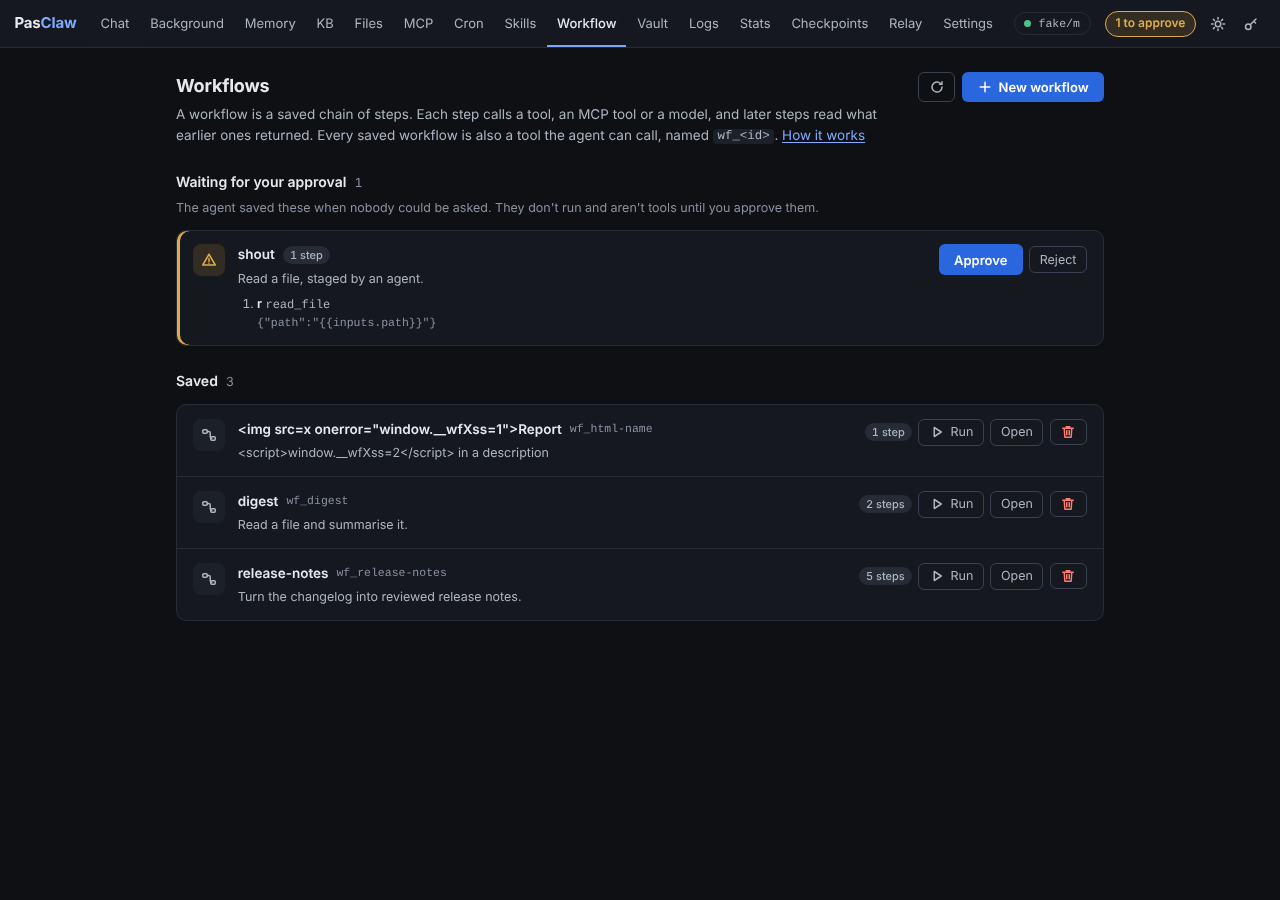 PasClaw Chat Background Memory KB Files MCP Cron Skills Workflow Vault Logs Stats Checkpoints Relay Settings fake/m 1 to approve
Workflows
New workflow
A workflow is a saved chain of steps. Each step calls a tool, an MCP tool or a model, and later steps read what
earlier ones returned. Every saved workflow is also a tool the agent can call, named wf_<id>. How it works
Waiting for your approval 1
The agent saved these when nobody could be asked. They don't run and aren't tools until you approve them.
shout 1 step Approve Reject
Read a file, staged by an agent.
1. r read_file
{"path":"{{inputs.path}}"}
Saved 3
<img src=x onerror="window.__wfXss=1">Report wf_html-name 1 step Run Open
<script>window.__wfXss=2</script> in a description
digest wf_digest 2 steps Run Open
Read a file and summarise it.
release-notes wf_release-notes 5 steps Run Open
Turn the changelog into reviewed release notes.